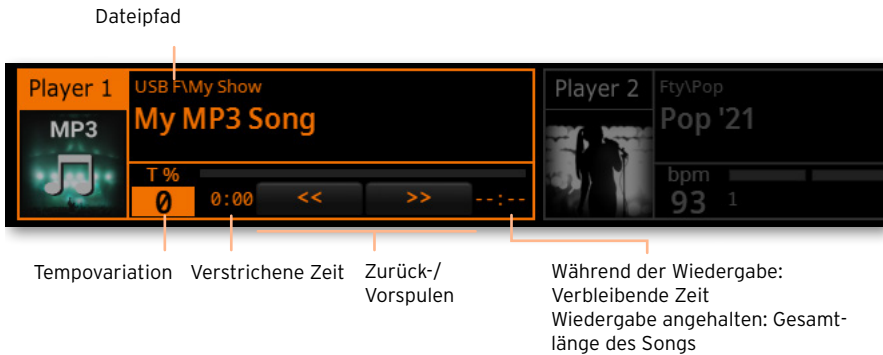 Dateipfad
Player 1
USB F\My Show
My MP3 Song
MP3
T %
0
0:00
<<
>>
--:--
Player 2
Fty\Pop
Pop '21
bpm
93
1
Tempovariation
Verstrichene Zeit
Zurück-/
Vorspulen
Während der Wiedergabe:
Verbleibende Zeit
Wiedergabe angehalten: Gesamt-
länge des Songs